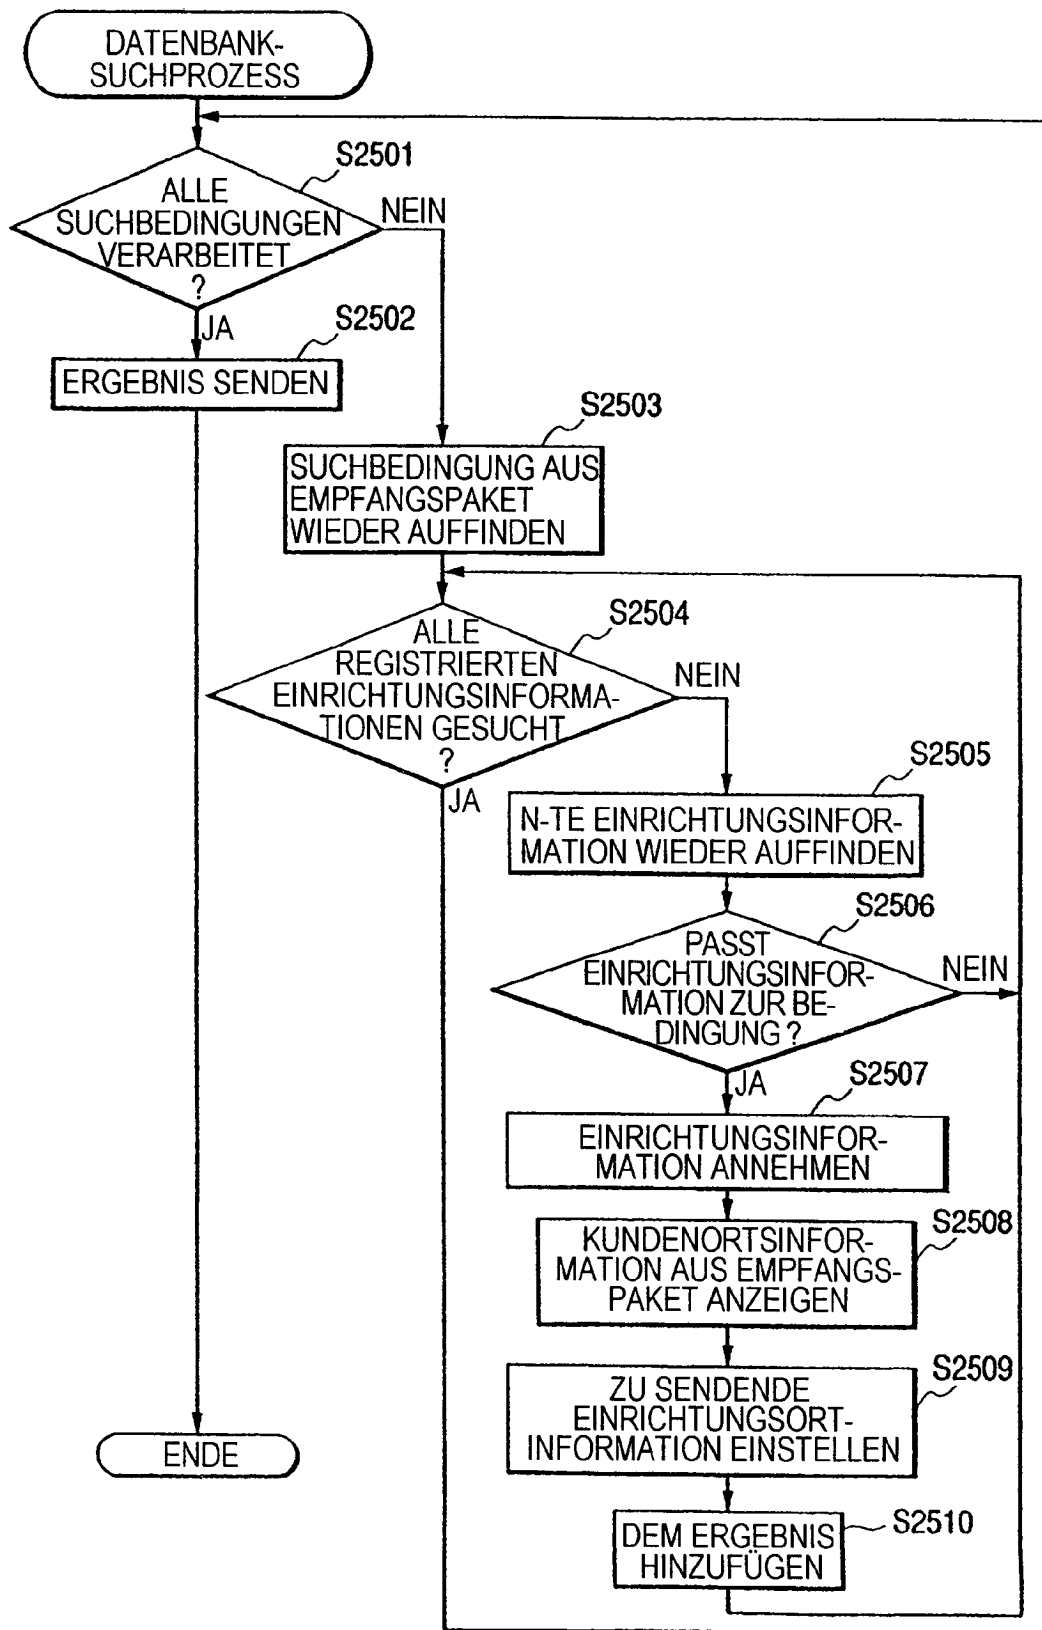 DATENBANK-
SUCHPROZESS
S2501
ALLE
SUCHBEDINGUNGEN
VERARBEITET
?
NEIN
JA
S2502
ERGEBNIS SENDEN
S2503
SUCHBEDINGUNG AUS
EMPFANGSPAKET
WIEDER AUFFINDEN
S2504
ALLE
REGISTRIERTEN
EINRICHTUNGSINFORMA-
TIONEN GESUCHT
?
NEIN
JA
S2505
N-TE EINRICHTUNGSINFOR-
MATION WIEDER AUFFINDEN
S2506
PASST
EINRICHTUNGSINFOR-
MATION ZUR BE-
DINGUNG ?
NEIN
JA
S2507
EINRICHTUNGSINFOR-
MATION ANNEHMEN
S2508
KUNDENORTSINFOR-
MATION AUS EMPFANGS-
PAKET ANZEIGEN
S2509
ZU SENDENDE
EINRICHTUNGSORT-
INFORMATION EINSTELLEN
ENDE
S2510
DEM ERGEBNIS
HINZUFÜGEN